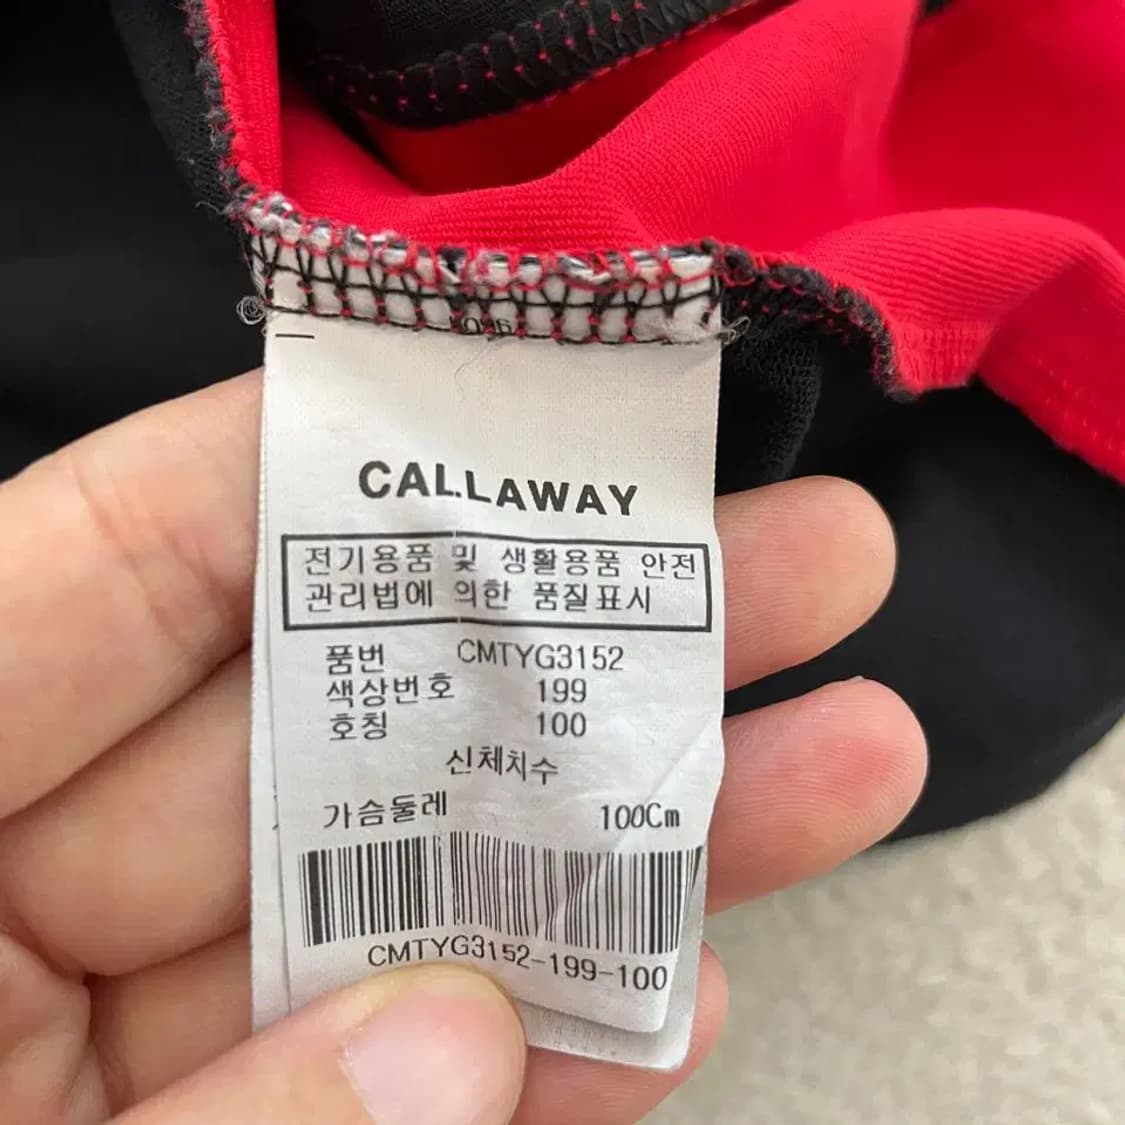 CALLAWAY
전기용품 및 생활용품 안전
관리법에 의한 품질표시
품번 CMTYG3152
색상번호 199
호칭 100
신체치수
가슴둘레 100Cm
CMTYG3152-199-100